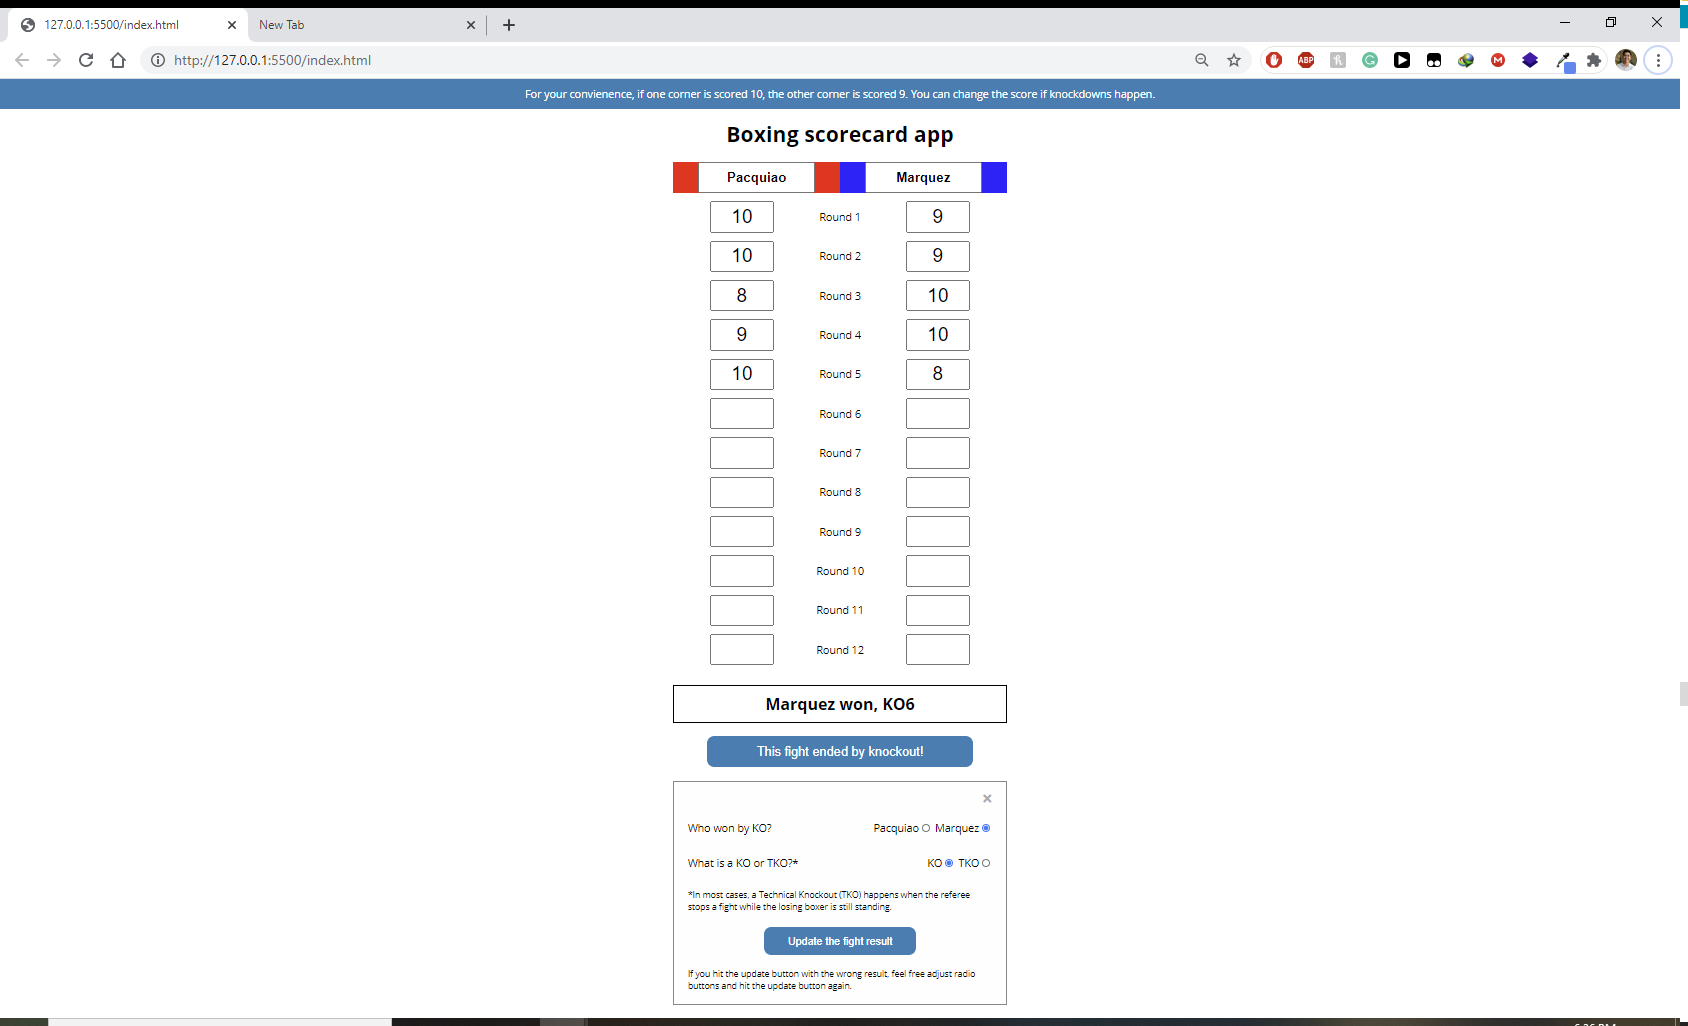 127.0.0.1:5500/index.html
New Tab
http://127.0.0.1:5500/index.html
ABP
For your convienence, if one corner is scored 10, the other corner is scored 9. You can change the score if knockdowns happen.
Boxing scorecard app
Pacquiao Marquez
10 Round 1 9
10 Round 2 9
8 Round 3 10
9 Round 4 10
10 Round 5 8
Round 6
Round 7
Round 8
Round 9
Round 10
Round 11
Round 12
Marquez won, KO6
This fight ended by knockout!
×
Who won by KO? Pacquiao Marquez
What is a KO or TKO?* KO TKO
*In most cases, a Technical Knockout (TKO) happens when the referee
stops a fight while the losing boxer is still standing.
Update the fight result
If you hit the update button with the wrong result, feel free adjust radio
buttons and hit the update button again.